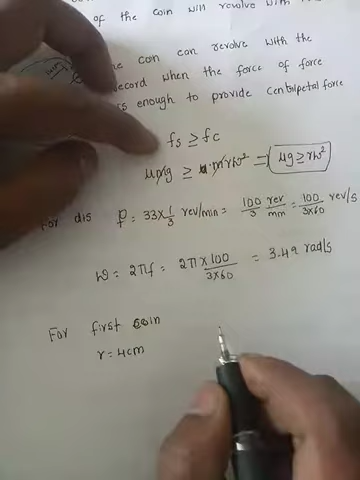 of the coin will revolve with
the coin can revolve with the
record when the force of force
enough to provide centripetal force
fs ≥ fc
μmg ≥ m r ω² = μg ≥ rω²
For dis f = 33 × 1/3 rev/min = 100/3 rev/min = 100/3×60 rev/s
ω = 2πf = 2π × 100/3×60 = 3.49 rad/s
For first coin
r = 4cm